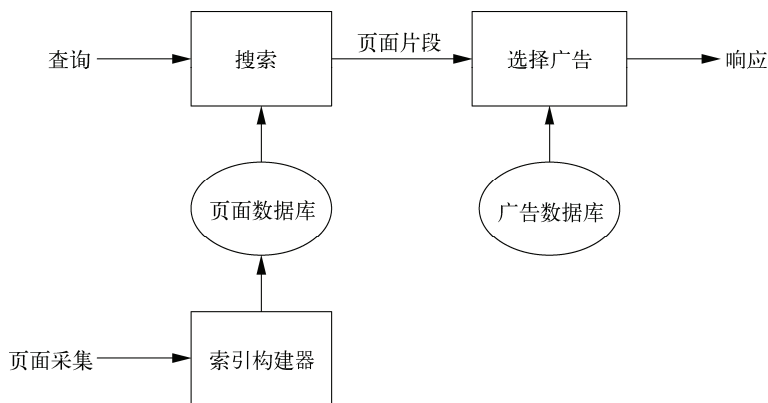 查询
搜索
页面片段
选择广告
响应
页面数据库
广告数据库
页面采集
索引构建器